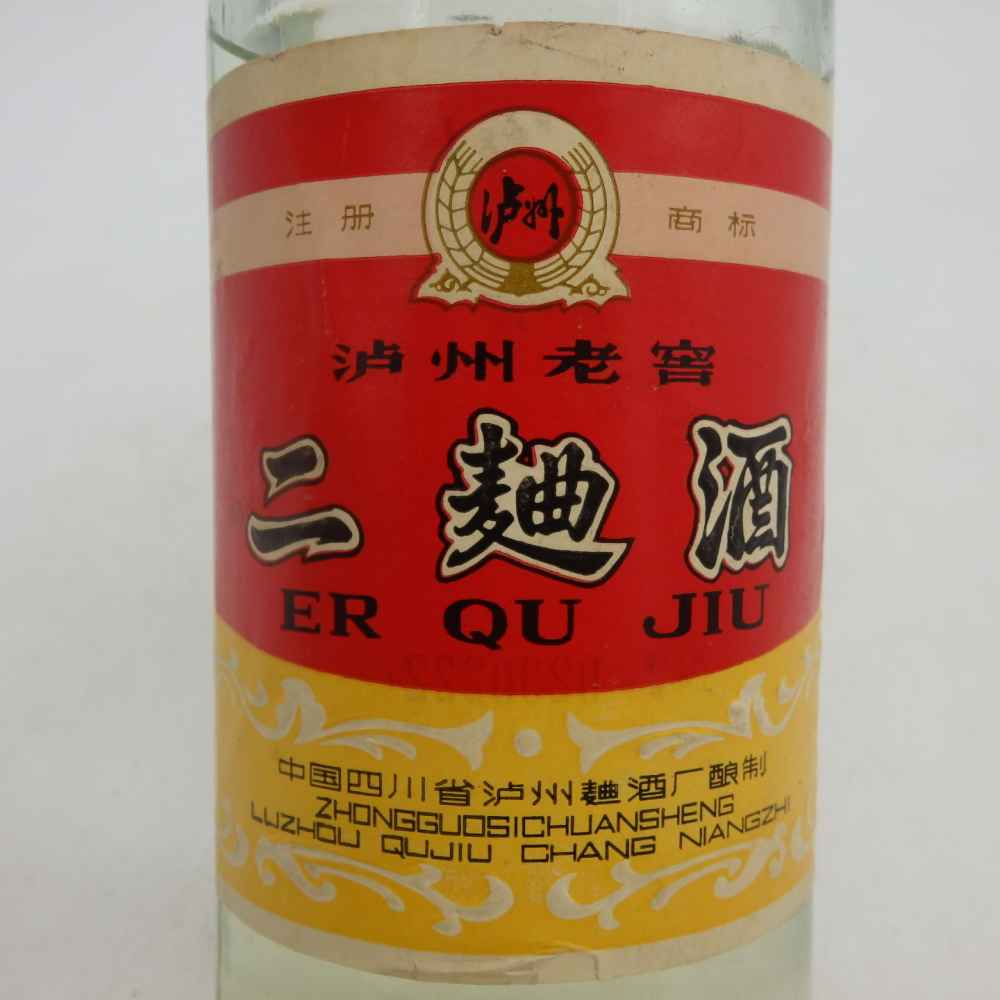 注册 泸州 商标
泸州老窖
二麯酒
ER QU JIU
中国四川省泸州麯酒厂酿制
ZHONGGUOSICHUANSHENG
LUZHOU QUJIU CHANG NIANGZHI